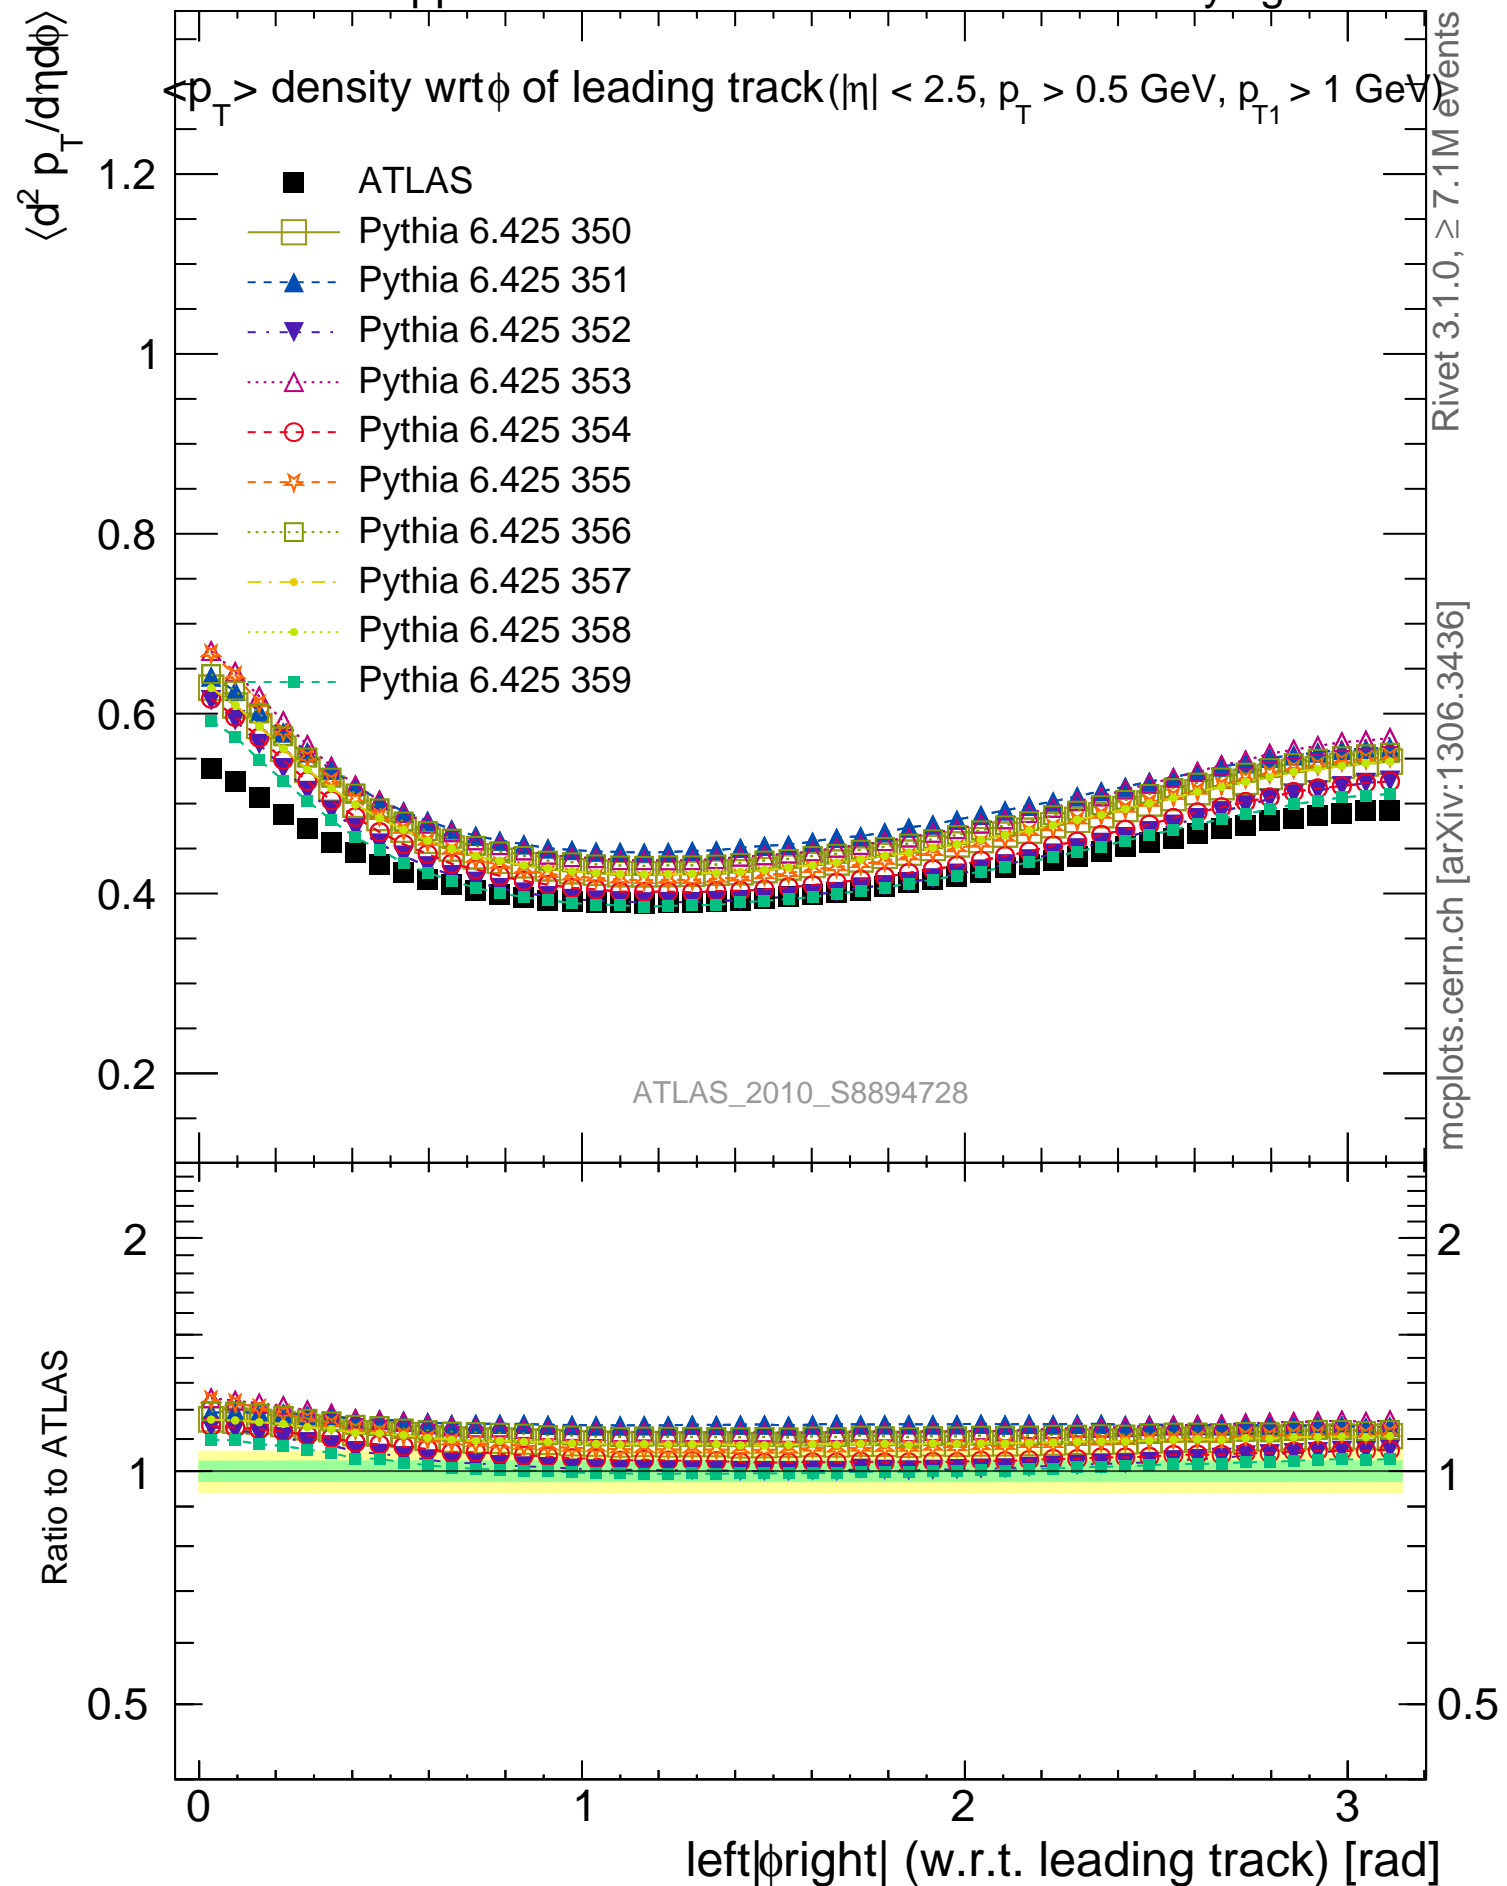 ⟨d² p_T/dηdϕ⟩
<p_T> density wrt ϕ of leading track (|η| < 2.5, p_T > 0.5 GeV, p_T1 > 1 GeV)
ATLAS
Pythia 6.425 350
Pythia 6.425 351
Pythia 6.425 352
Pythia 6.425 353
Pythia 6.425 354
Pythia 6.425 355
Pythia 6.425 356
Pythia 6.425 357
Pythia 6.425 358
Pythia 6.425 359
1.2
1
0.8
0.6
0.4
0.2
ATLAS_2010_S8894728
Rivet 3.1.0, ≥ 7.1M events
mcplots.cern.ch [arXiv:1306.3436]
Ratio to ATLAS
2
1
0.5
2
1
0.5
0
1
2
3
left|ϕright| (w.r.t. leading track) [rad]